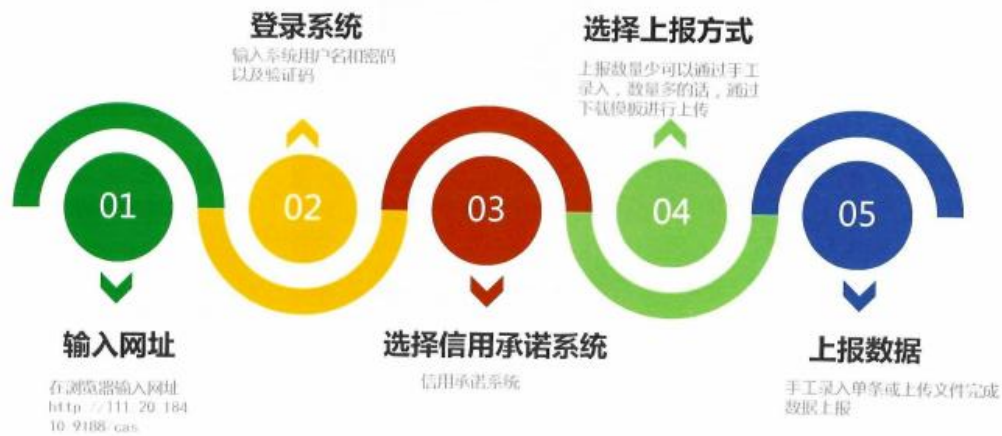 登录系统
输入系统用户名和密码
以及验证码
选择上报方式
上报数量少可以通过手工
录入，数量多的话，通过
下载模板进行上传
01
02
03
04
05
输入网址
在浏览器输入网址
http://111.20.184
10.9188/cas
选择信用承诺系统
信用承诺系统
上报数据
手工录入单条或上传文件完成
数据上报